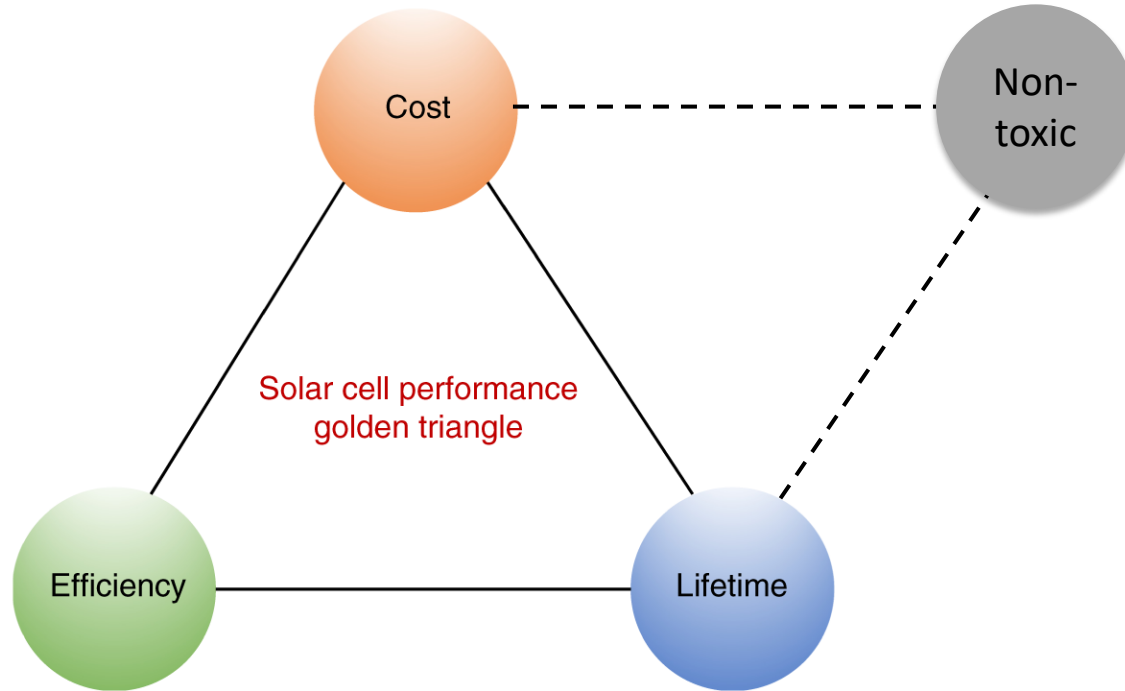 Cost
Non-
toxic
Solar cell performance
golden triangle
Efficiency
Lifetime